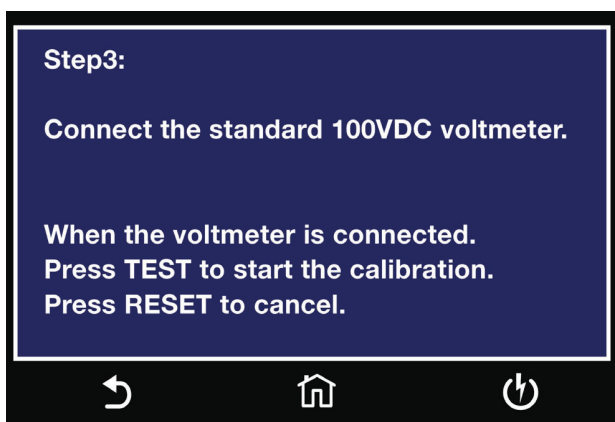 Step3:
Connect the standard 100VDC voltmeter.
When the voltmeter is connected.
Press TEST to start the calibration.
Press RESET to cancel.